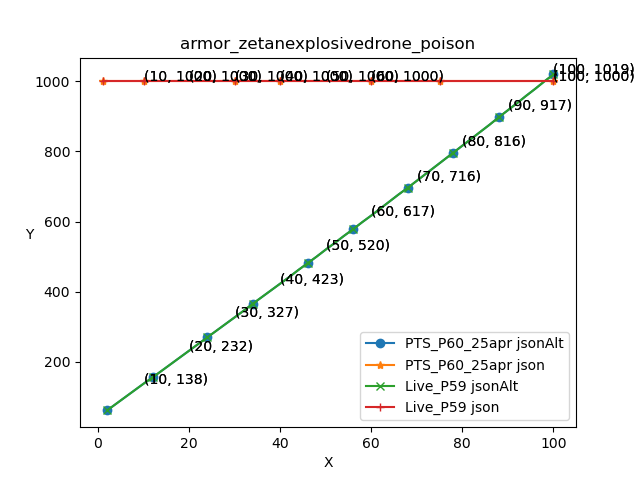 armor_zetanexplosivedrone_poison
(100, 1019)
(10, 1000) (20, 1000) (30, 1000) (40, 1000) (50, 1000) (60, 1000) (100, 1000)
(90, 917)
(80, 816)
(70, 716)
(60, 617)
(50, 520)
(40, 423)
(30, 327)
(20, 232)
(10, 138)
1000
800
600
400
200
Y
0 20 40 60 80 100
X
PTS_P60_25apr jsonAlt
PTS_P60_25apr json
Live_P59 jsonAlt
Live_P59 json